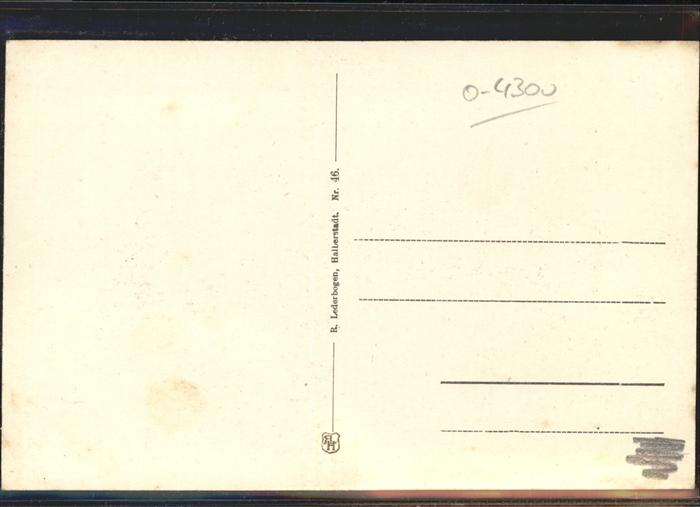 0-4300
R. Lederbogen, Halberstadt. Nr. 46.